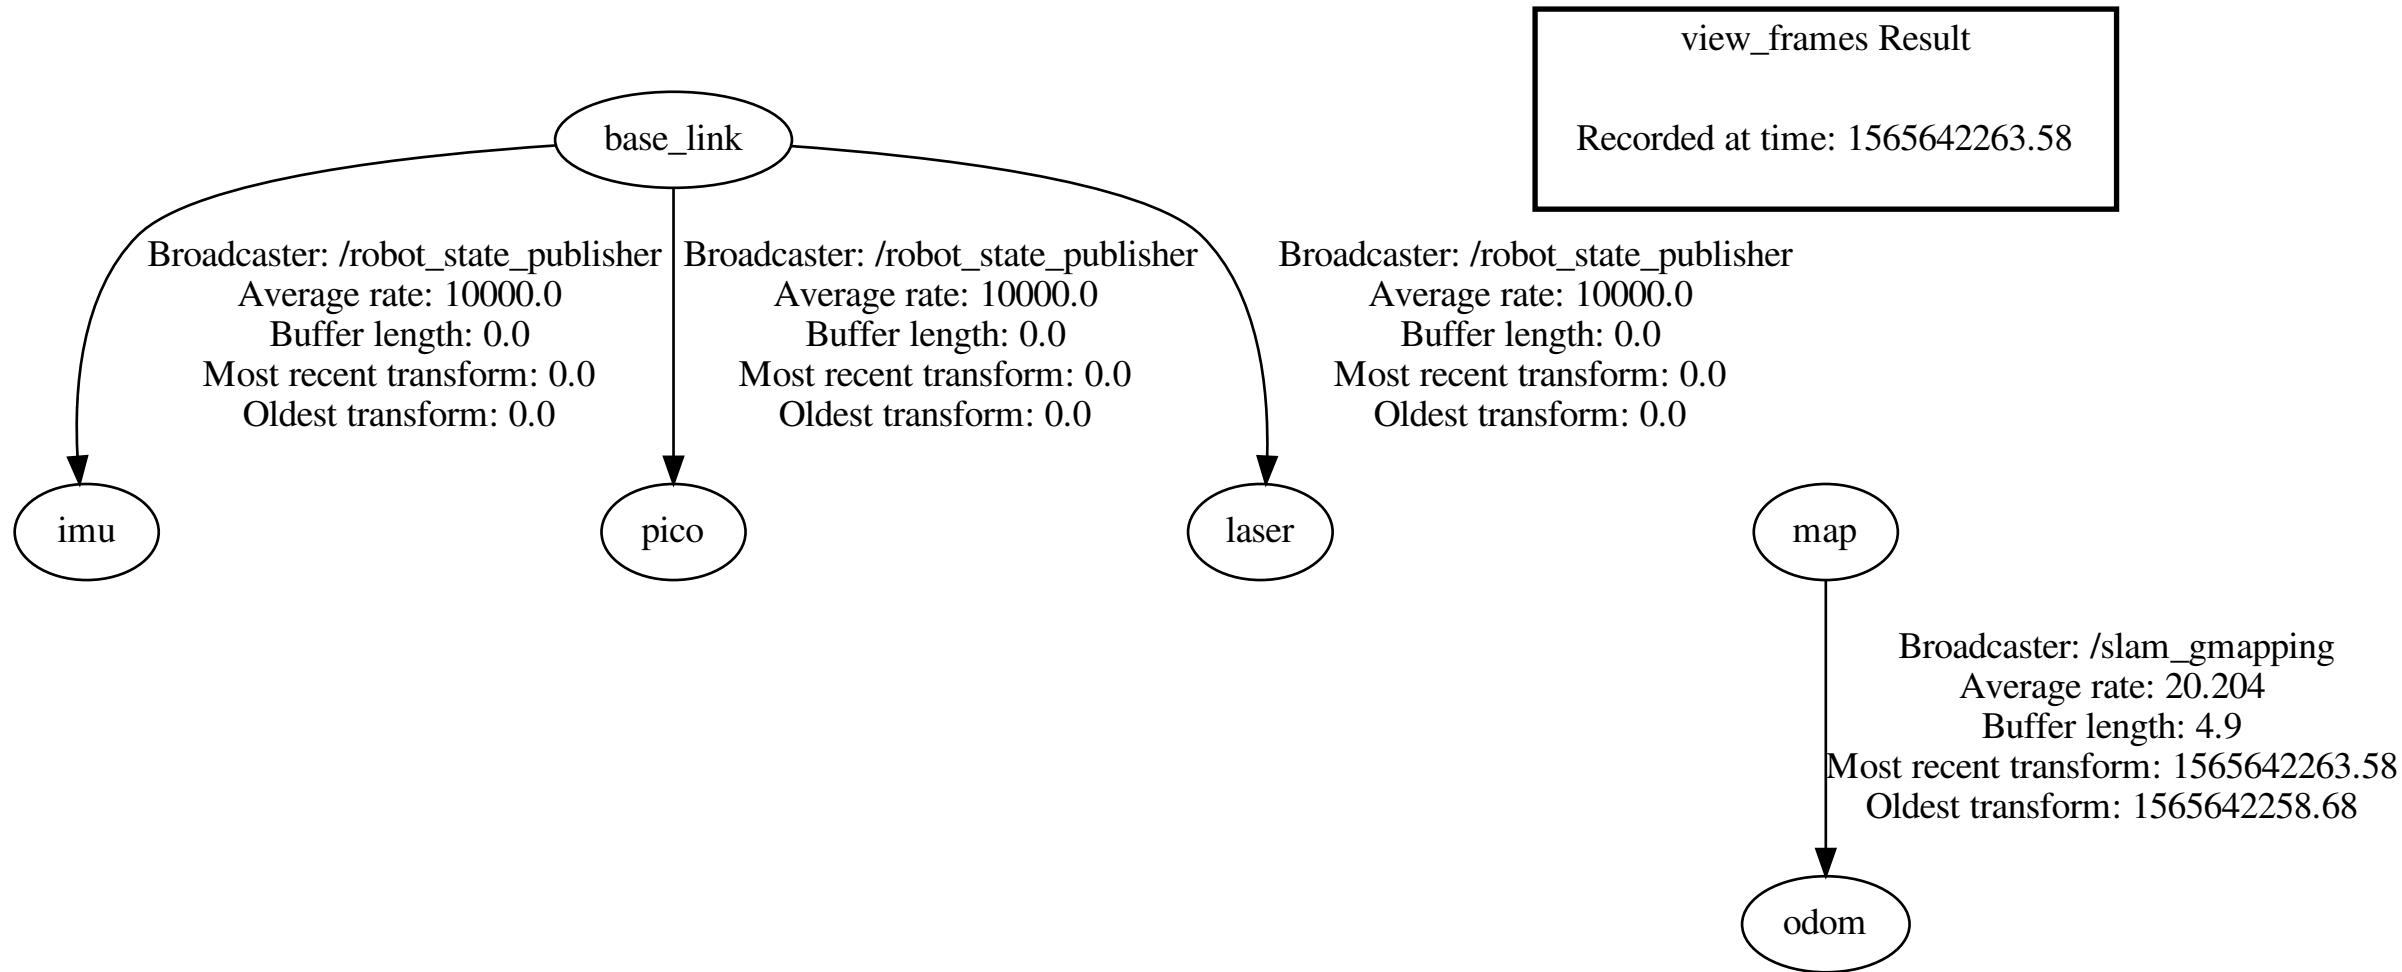 view_frames Result
Recorded at time: 1565642263.58
base_link
Broadcaster: /robot_state_publisher
Average rate: 10000.0
Buffer length: 0.0
Most recent transform: 0.0
Oldest transform: 0.0
Broadcaster: /robot_state_publisher
Average rate: 10000.0
Buffer length: 0.0
Most recent transform: 0.0
Oldest transform: 0.0
Broadcaster: /robot_state_publisher
Average rate: 10000.0
Buffer length: 0.0
Most recent transform: 0.0
Oldest transform: 0.0
imu
pico
laser
map
Broadcaster: /slam_gmapping
Average rate: 20.204
Buffer length: 4.9
Most recent transform: 1565642263.58
Oldest transform: 1565642258.68
odom